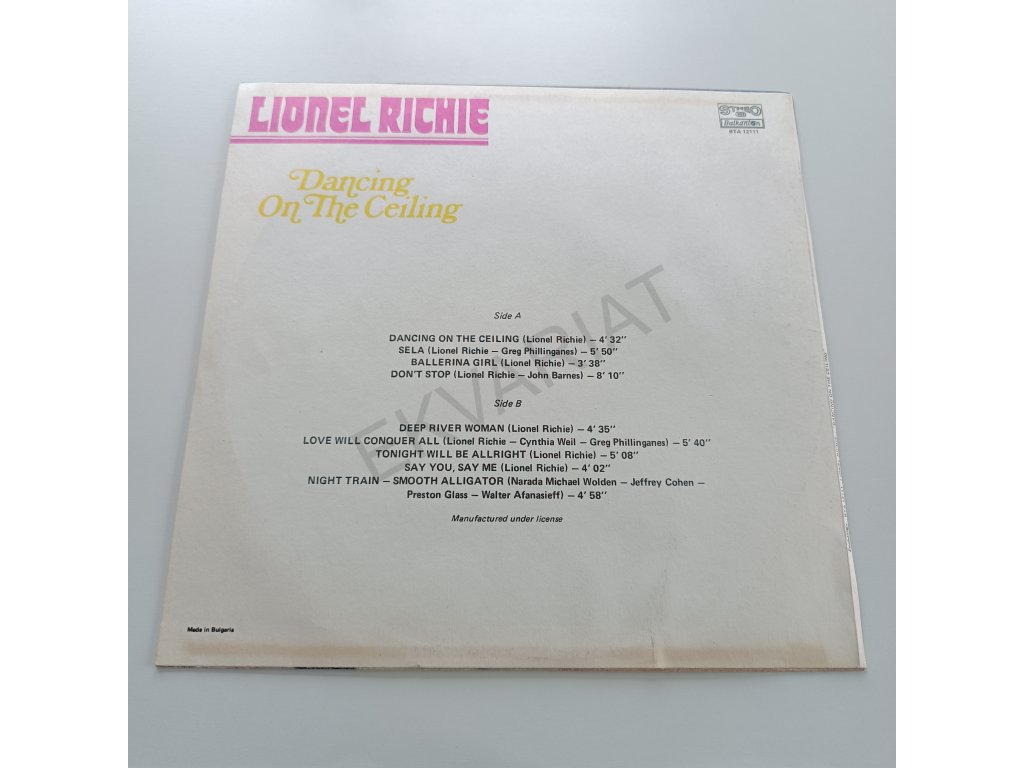 LIONEL RICHIE
STEREO
Balkanton
BTA 12111
Dancing
On The Ceiling
Side A
DANCING ON THE CEILING (Lionel Richie) — 4' 32''
SELA (Lionel Richie — Greg Phillinganes) — 5' 50''
BALLERINA GIRL (Lionel Richie) — 3' 38''
DON'T STOP (Lionel Richie — John Barnes) — 8' 10''
Side B
DEEP RIVER WOMAN (Lionel Richie) — 4' 35''
LOVE WILL CONQUER ALL (Lionel Richie — Cynthia Weil — Greg Phillinganes) — 5' 40''
TONIGHT WILL BE ALLRIGHT (Lionel Richie) — 5' 08''
SAY YOU, SAY ME (Lionel Richie) — 4' 02''
NIGHT TRAIN — SMOOTH ALLIGATOR (Narada Michael Wolden — Jeffrey Cohen —
Preston Glass — Walter Afanasieff) — 4' 58''
Manufactured under license
Made in Bulgaria
EKVARIAT